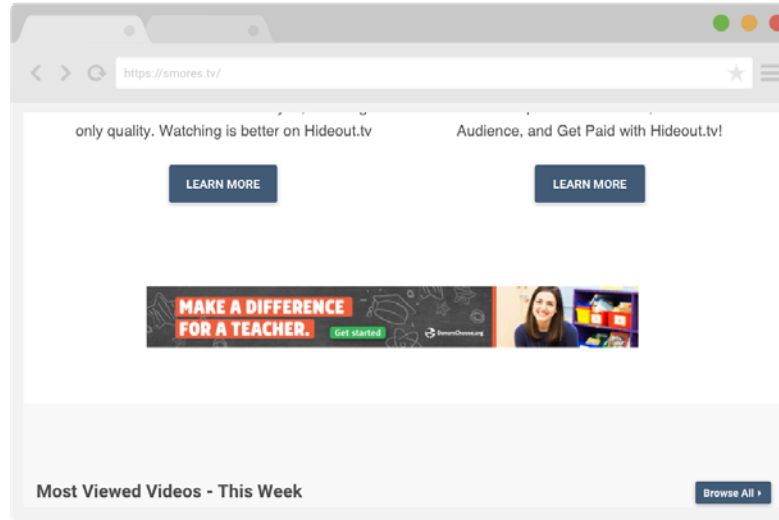 https://smores.tv/
only quality. Watching is better on Hideout.tv
Audience, and Get Paid with Hideout.tv!
LEARN MORE
LEARN MORE
MAKE A DIFFERENCE
FOR A TEACHER.
Get started
DonorsChoose.org
Most Viewed Videos - This Week
Browse All